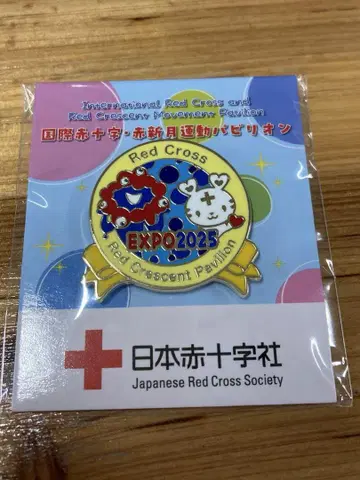 International Red Cross and
Red Crescent Movement Pavilion
国際赤十字・赤新月運動パビリオン
Red Cross
EXPO2025
Red Crescent Pavilion
日本赤十字社
Japanese Red Cross Society